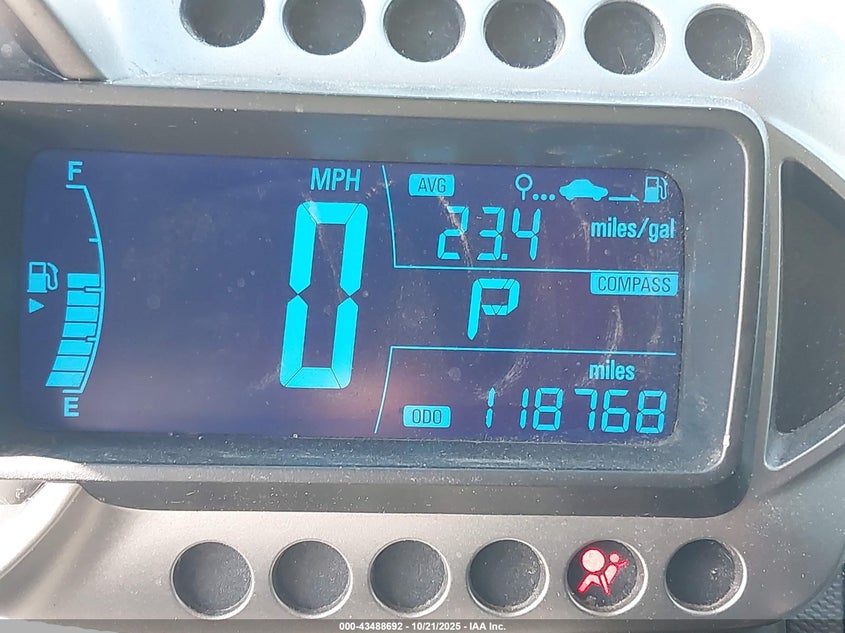 F
MPH
AVG
23.4
miles/gal
0
COMPASS
P
miles
E
ODO
118768
000-43488692 - 10/21/2025 - IAA Inc.